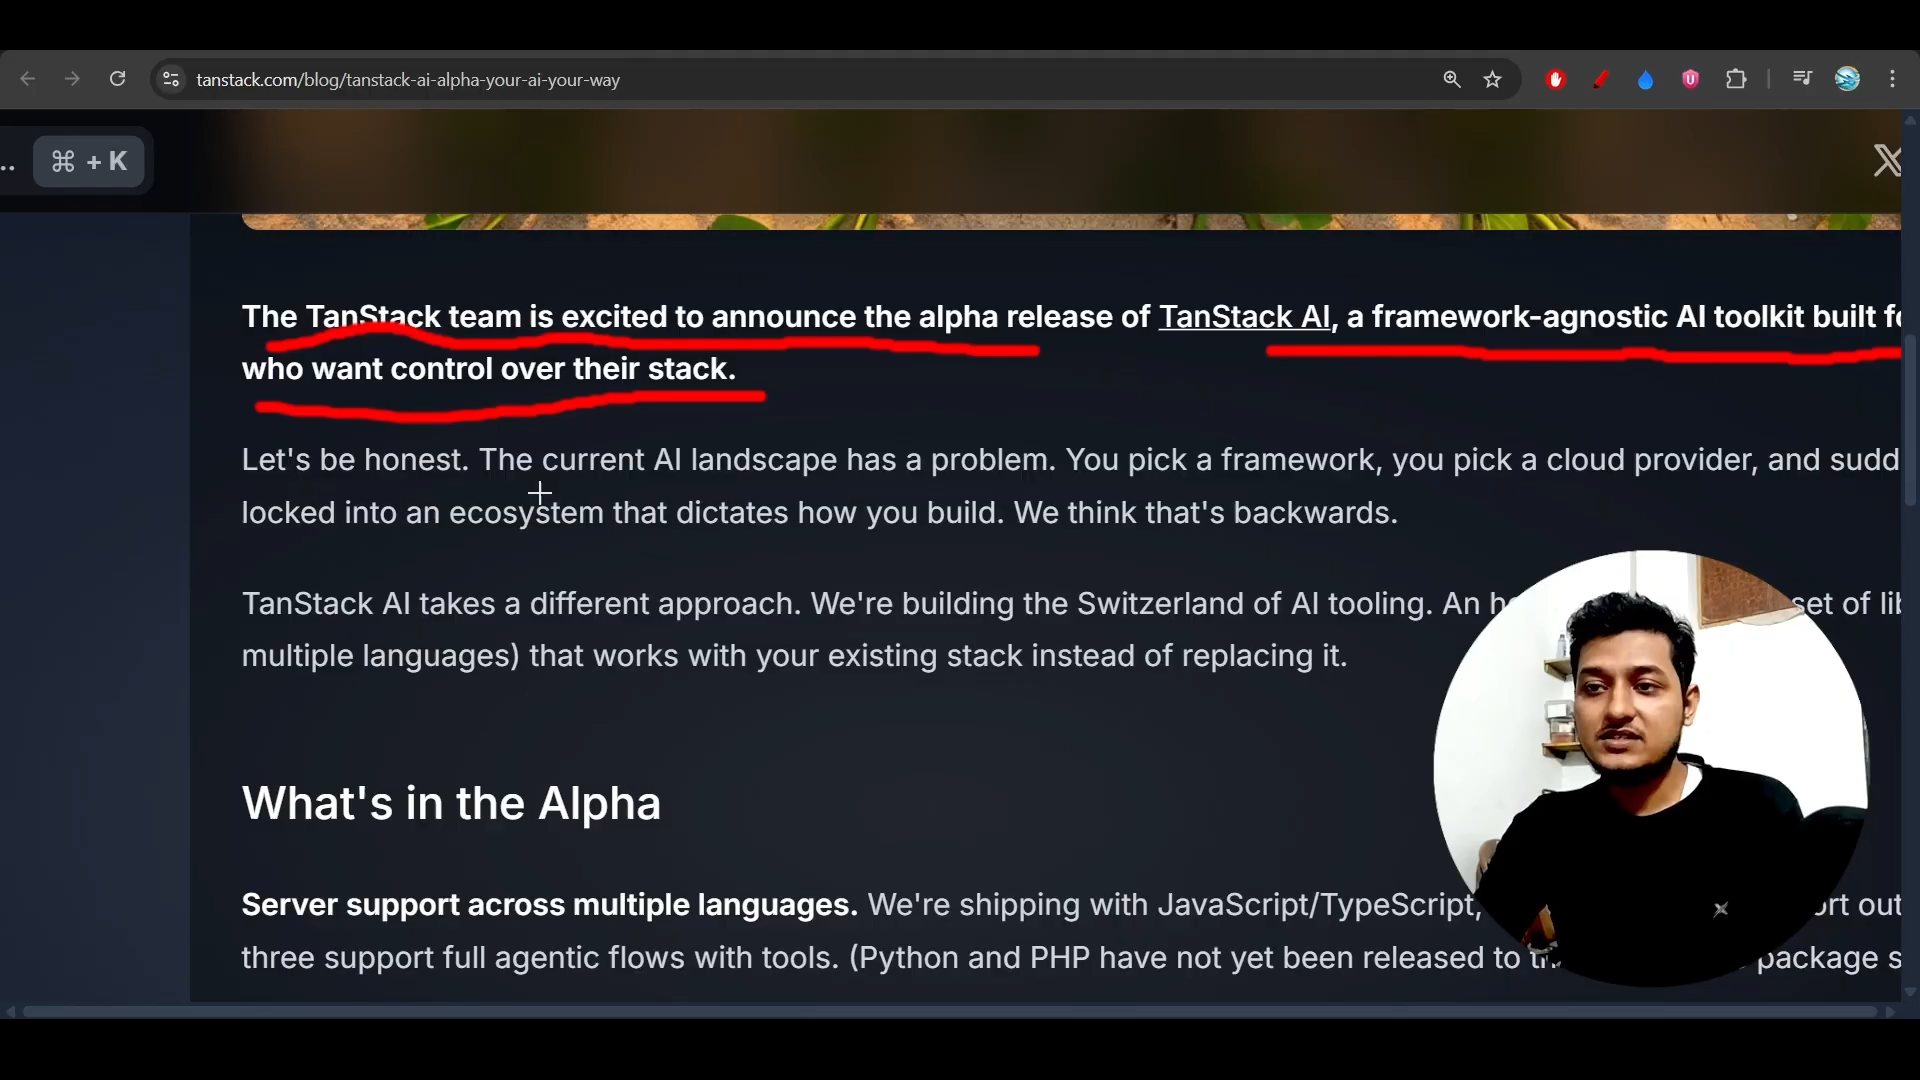 tanstack.com/blog/tanstack-ai-alpha-your-ai-your-way
⌘ + K
The TanStack team is excited to announce the alpha release of TanStack AI, a framework-agnostic AI toolkit built
who want control over their stack.
Let's be honest. The current AI landscape has a problem. You pick a framework, you pick a cloud provider, and
locked into an ecosystem that dictates how you build. We think that's backwards.
TanStack AI takes a different approach. We're building the Switzerland of AI tooling. An set of
multiple languages) that works with your existing stack instead of replacing it.
What's in the Alpha
Server support across multiple languages. We're shipping with JavaScript/TypeScript, out
three support full agentic flows with tools. (Python and PHP have not yet been released to package